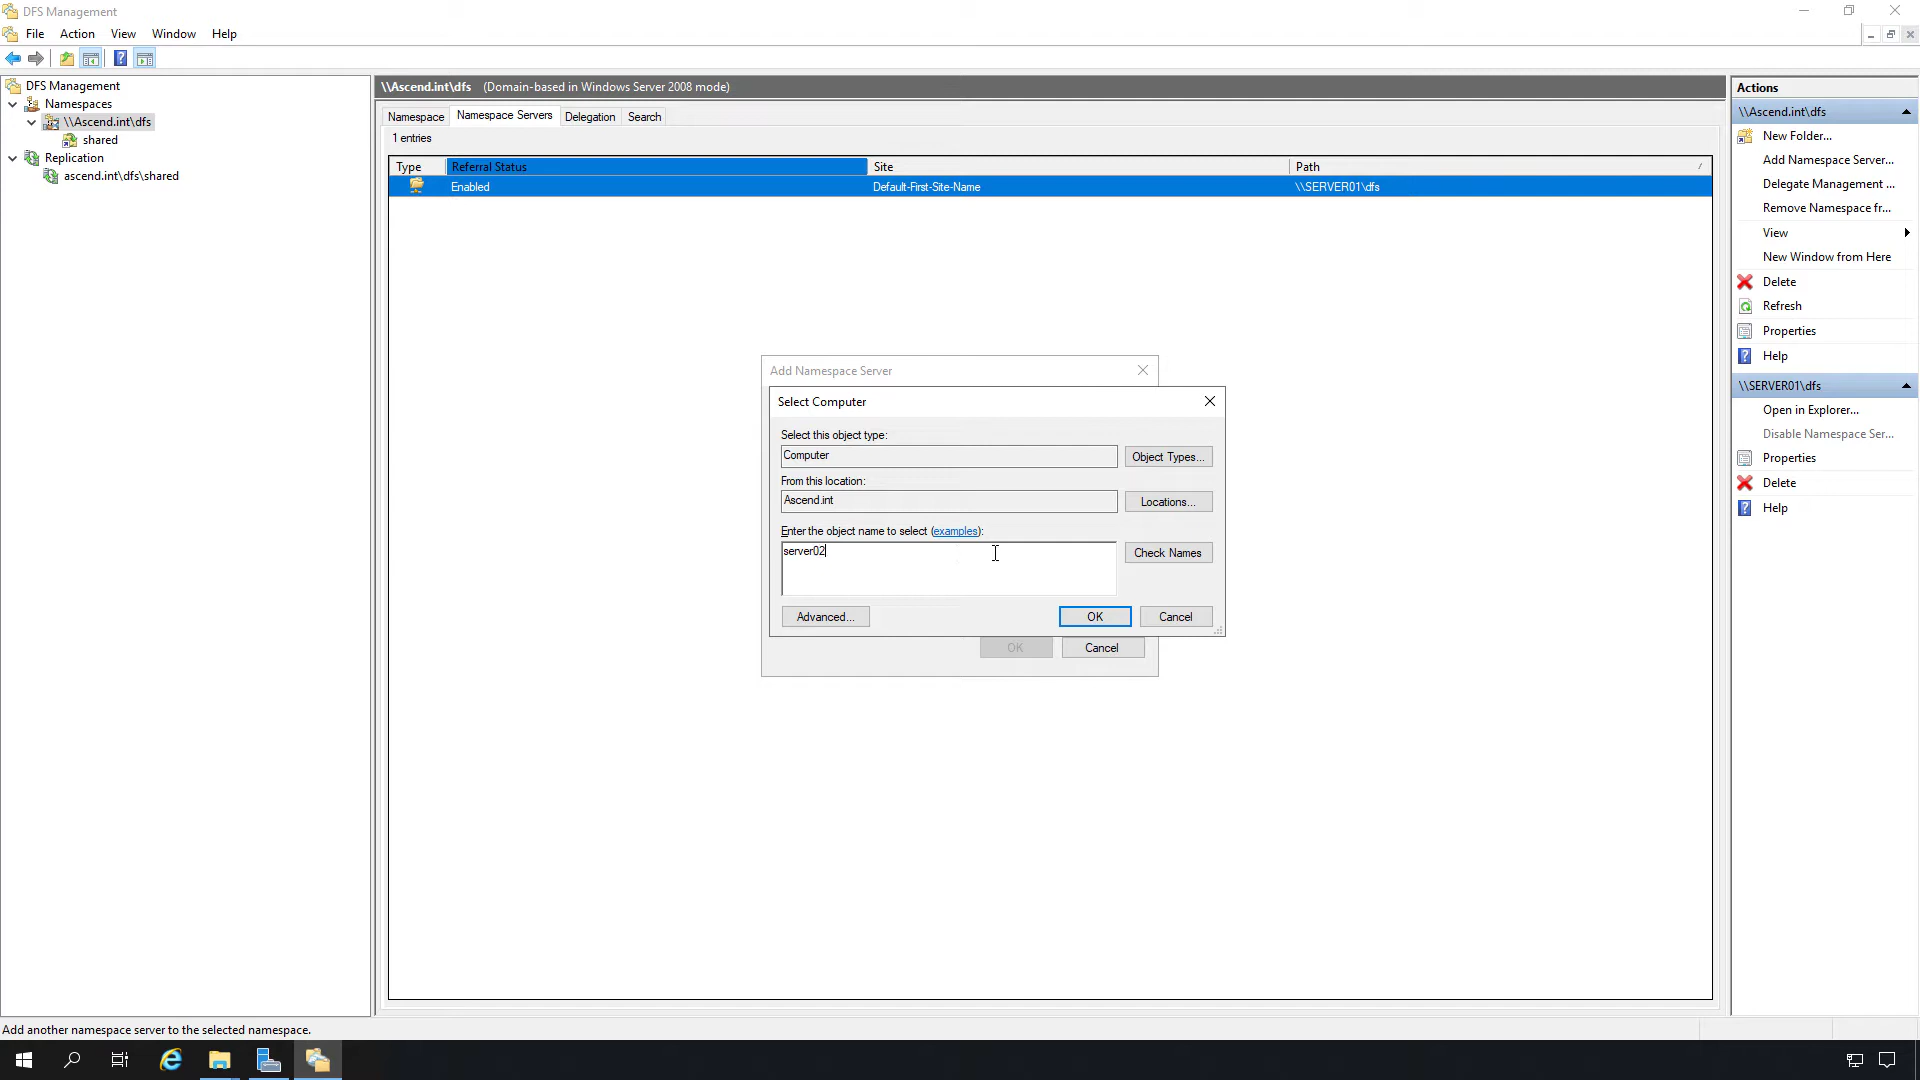 DFS Management
File Action View Window Help
DFS Management
Namespaces
\\Ascend.int\dfs
shared
Replication
ascend.int\dfs\shared
\\Ascend.int\dfs (Domain-based in Windows Server 2008 mode)
Namespace Namespace Servers Delegation Search
1 entries
Type Referral Status Site Path
Enabled Default-First-Site-Name \\SERVER01\dfs
Add Namespace Server
Select Computer
Select this object type:
Computer Object Types...
From this location:
Ascend.int Locations...
Enter the object name to select (examples):
server02 Check Names
Advanced... OK Cancel
OK Cancel
Actions
\\Ascend.int\dfs
New Folder...
Add Namespace Server...
Delegate Management ...
Remove Namespace fr...
View
New Window from Here
Delete
Refresh
Properties
Help
\\SERVER01\dfs
Open in Explorer...
Disable Namespace Ser...
Properties
Delete
Help
Add another namespace server to the selected namespace.